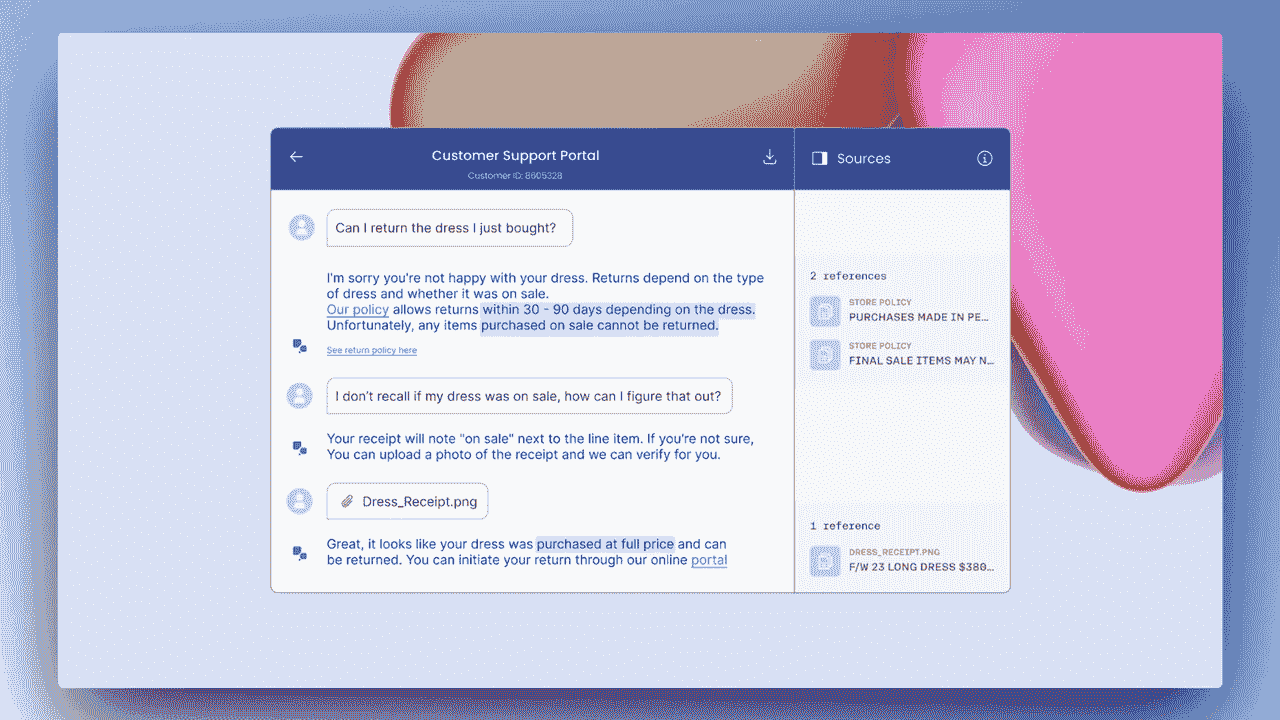 Customer Support Portal
Customer ID: 8605328
Sources
Can I return the dress I just bought?
I'm sorry you're not happy with your dress. Returns depend on the type
of dress and whether it was on sale.
Our policy allows returns within 30 - 90 days depending on the dress.
Unfortunately, any items purchased on sale cannot be returned.
See return policy here
2 references
STORE POLICY
PURCHASES MADE IN PE...
STORE POLICY
FINAL SALE ITEMS MAY N...
I don't recall if my dress was on sale, how can I figure that out?
Your receipt will note "on sale" next to the line item. If you're not sure,
You can upload a photo of the receipt and we can verify for you.
Dress_Receipt.png
Great, it looks like your dress was purchased at full price and can
be returned. You can initiate your return through our online portal
1 reference
DRESS_RECEIPT.PNG
F/W 23 LONG DRESS $380...